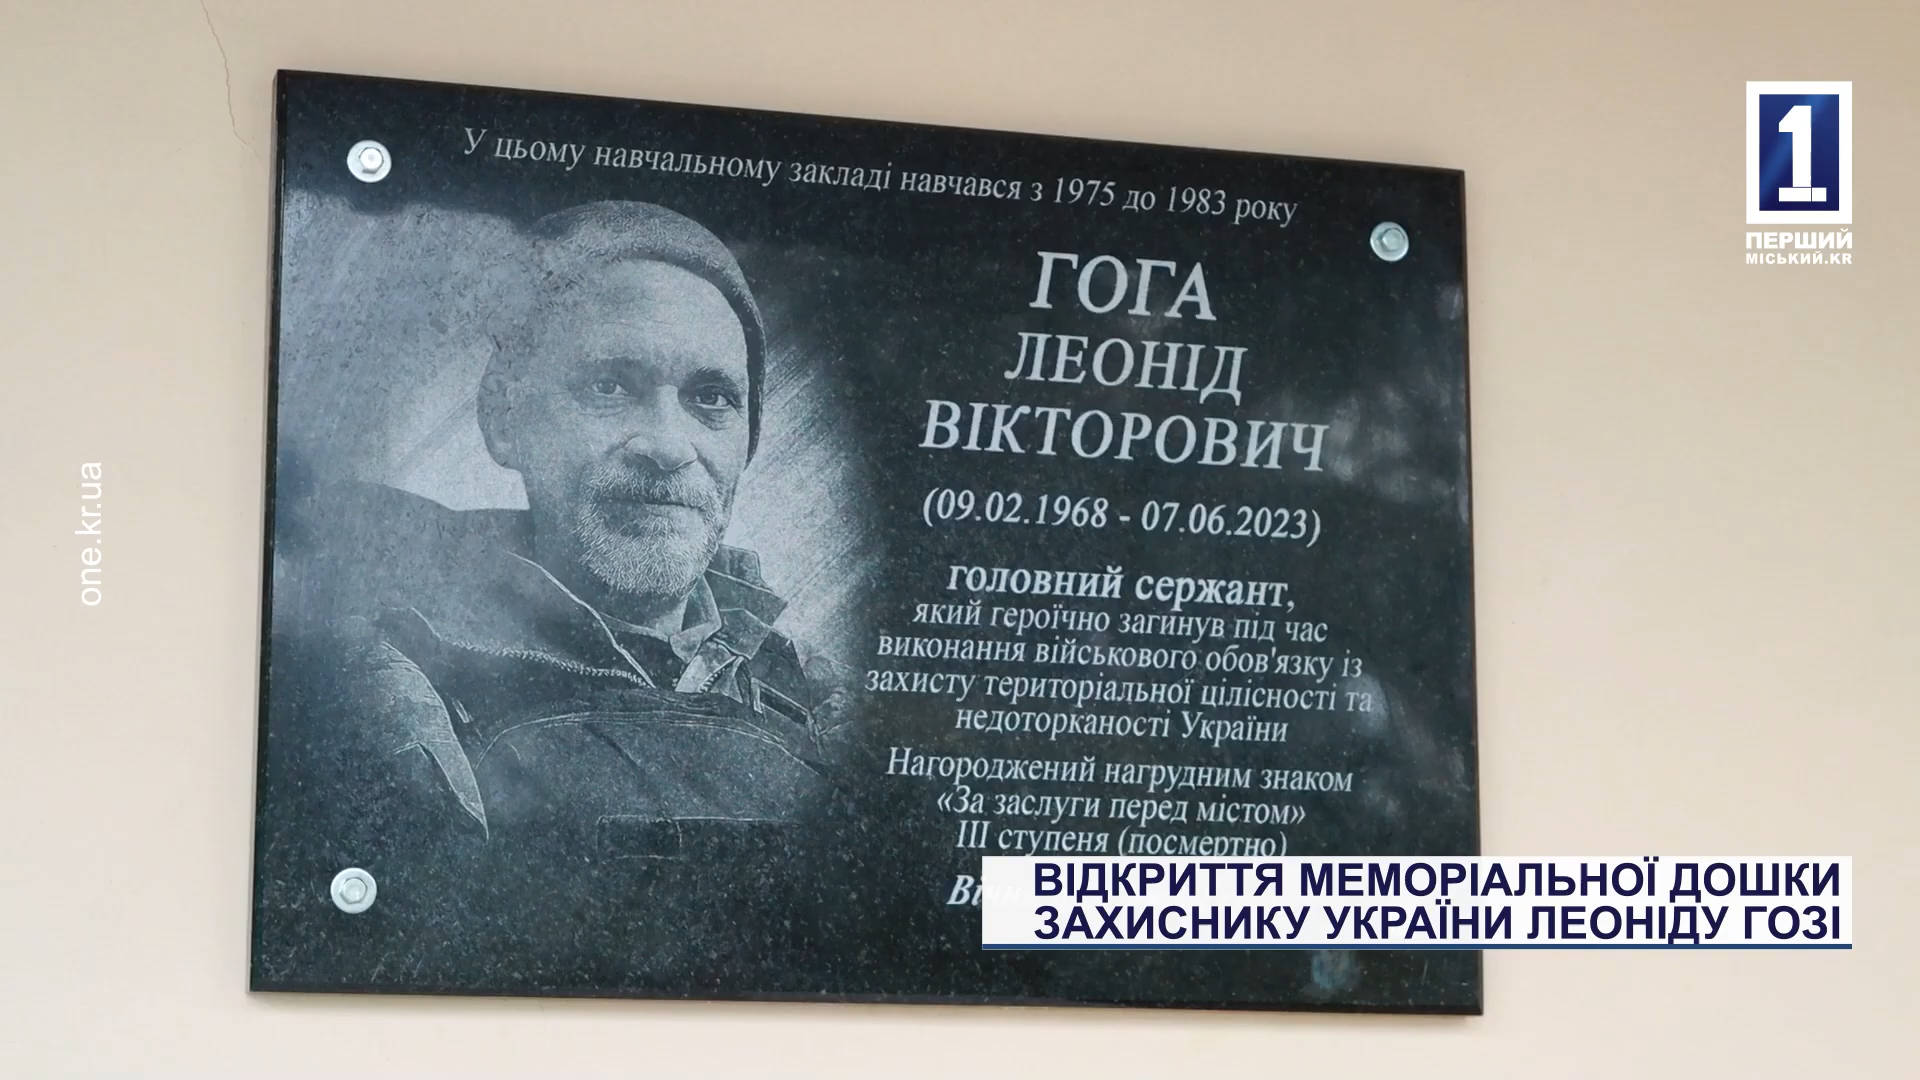 У цьому навчальному закладі навчався з 1975 до 1983 року
ГОГА
ЛЕОНІД
ВІКТОРОВИЧ
(09.02.1968 - 07.06.2023)
головний сержант,
який героїчно загинув під час
виконання військового обов'язку із
захисту територіальної цілісності та
недоторканості України
Нагороджений нагрудним знаком
«За заслуги перед містом»
ІІІ ступеня (посмертно)
ВІДКРИТТЯ МЕМОРІАЛЬНОЇ ДОШКИ
ЗАХИСНИКУ УКРАЇНИ ЛЕОНІДУ ГОЗІ
1
ПЕРШИЙ
МІСЬКИЙ.KR
one.kr.ua